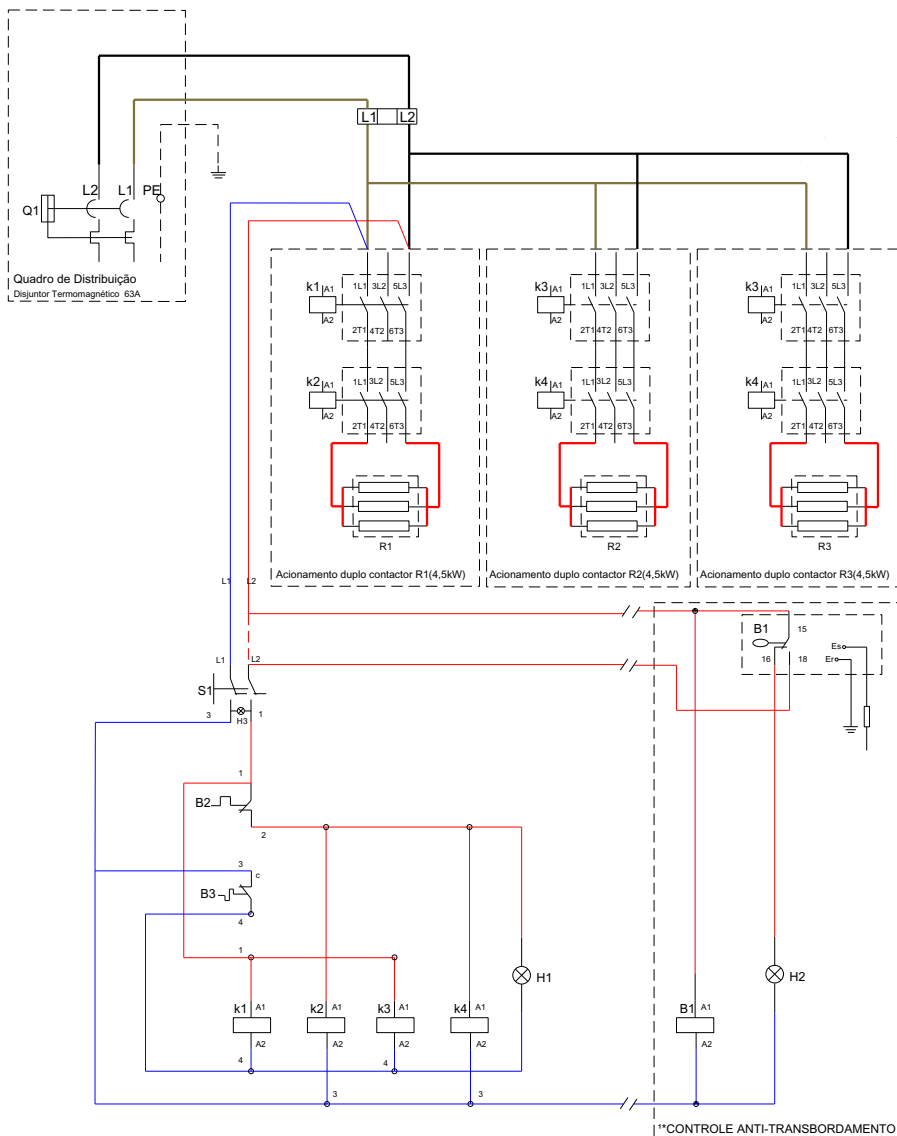 L1 L2
L2 L1 PE
Q1
Quadro de Distribuição
Disjuntor Termomagnético 63A
k1 A1 1L1 3L2 5L3
A2
2T1 4T2 6T3
k2 A1 1L1 3L2 5L3
A2
2T1 4T2 6T3
R1
Acionamento duplo contactor R1(4,5kW)
k3 A1 1L1 3L2 5L3
A2
2T1 4T2 6T3
k4 A1 1L1 3L2 5L3
A2
2T1 4T2 6T3
R2
Acionamento duplo contactor R2(4,5kW)
k3 A1 1L1 3L2 5L3
A2
2T1 4T2 6T3
k4 A1 1L1 3L2 5L3
A2
2T1 4T2 6T3
R3
Acionamento duplo contactor R3(4,5kW)
L1 L2
B1 15
16 18
Es
Er
L1 L2
S1
3 H3 1
1
B2
2
3
c
B3
4
1
H1
H2
k1 A1
A2
k2 A1
A2
k3 A1
A2
k4 A1
A2
B1 A1
A2
4 4
3 3
1*CONTROLE ANTI-TRANSBORDAMENTO